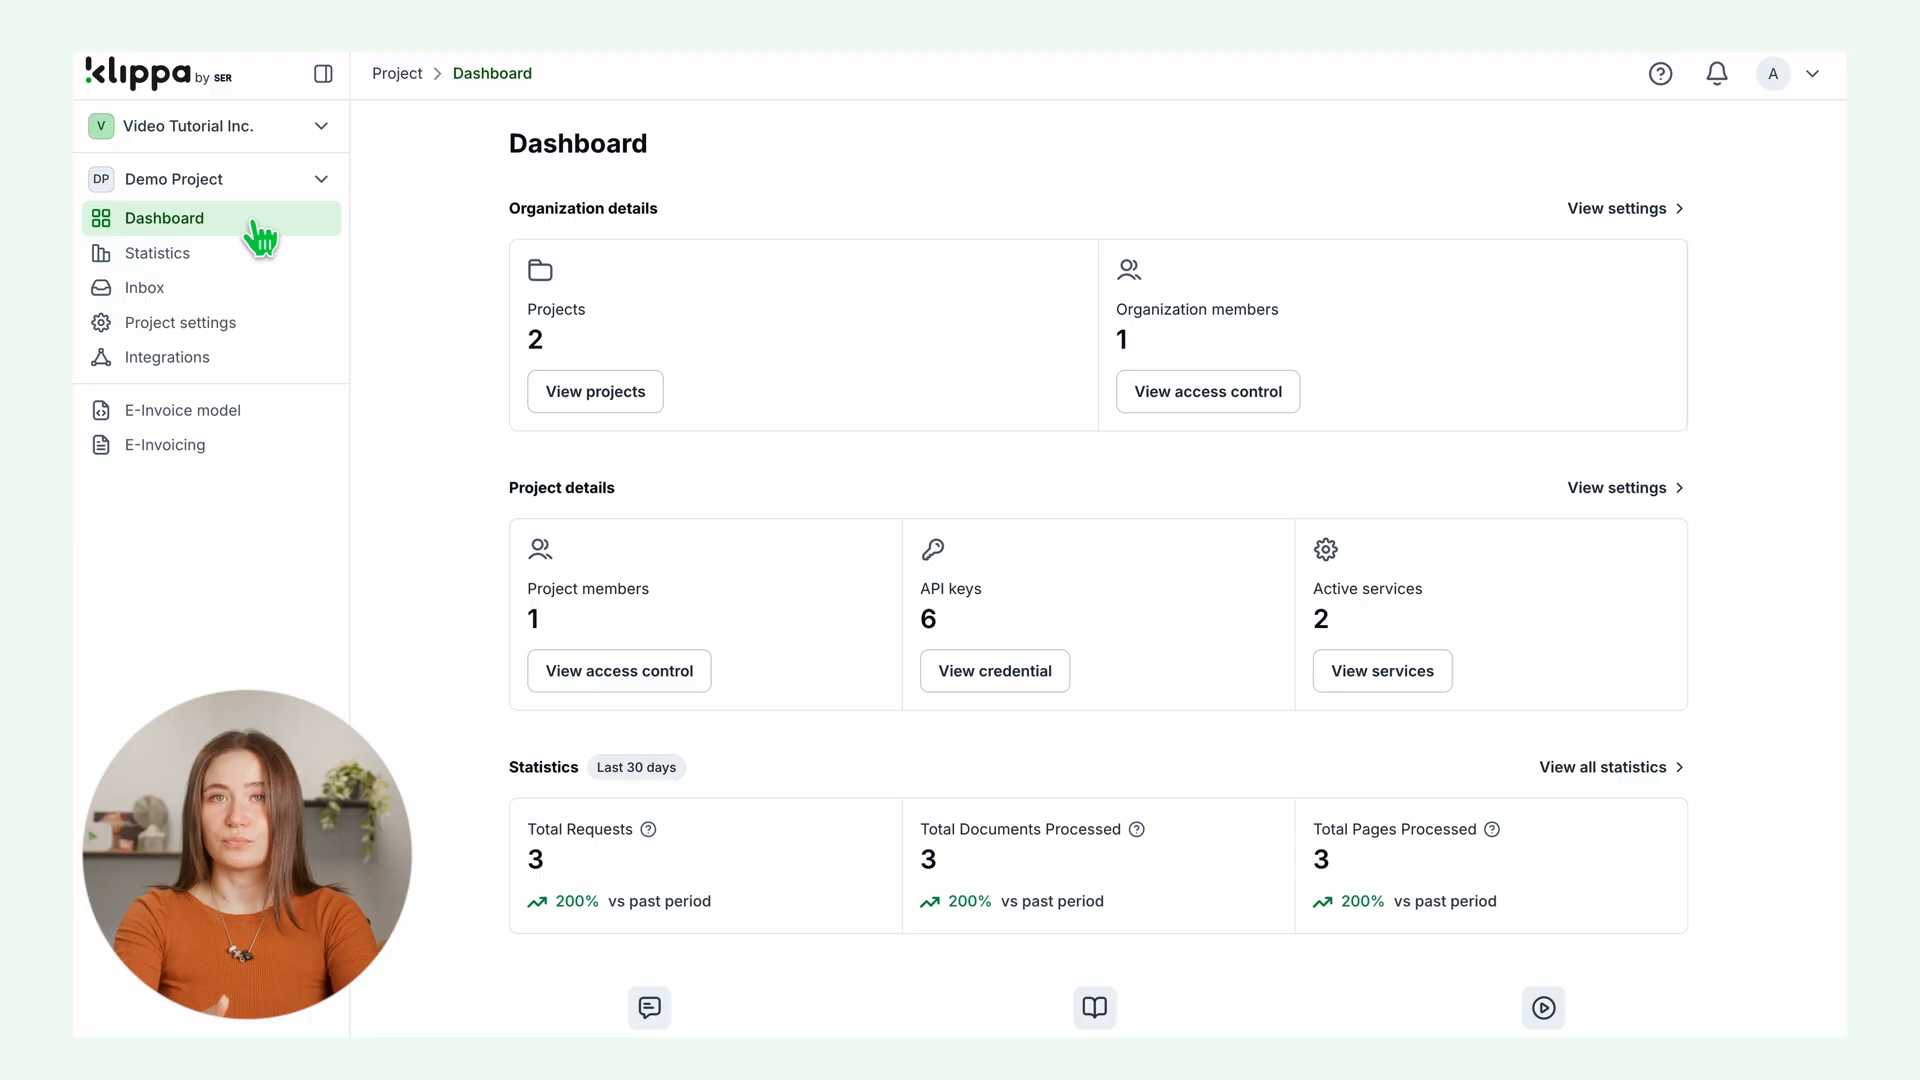 klippa by SER
Project > Dashboard
A
V Video Tutorial Inc.
DP Demo Project
Dashboard
Statistics
Inbox
Project settings
Integrations
E-Invoice model
E-Invoicing
Dashboard
Organization details
View settings >
Projects
2
View projects
Organization members
1
View access control
Project details
View settings >
Project members
1
View access control
API keys
6
View credential
Active services
2
View services
Statistics Last 30 days
View all statistics >
Total Requests
3
200% vs past period
Total Documents Processed
3
200% vs past period
Total Pages Processed
3
200% vs past period